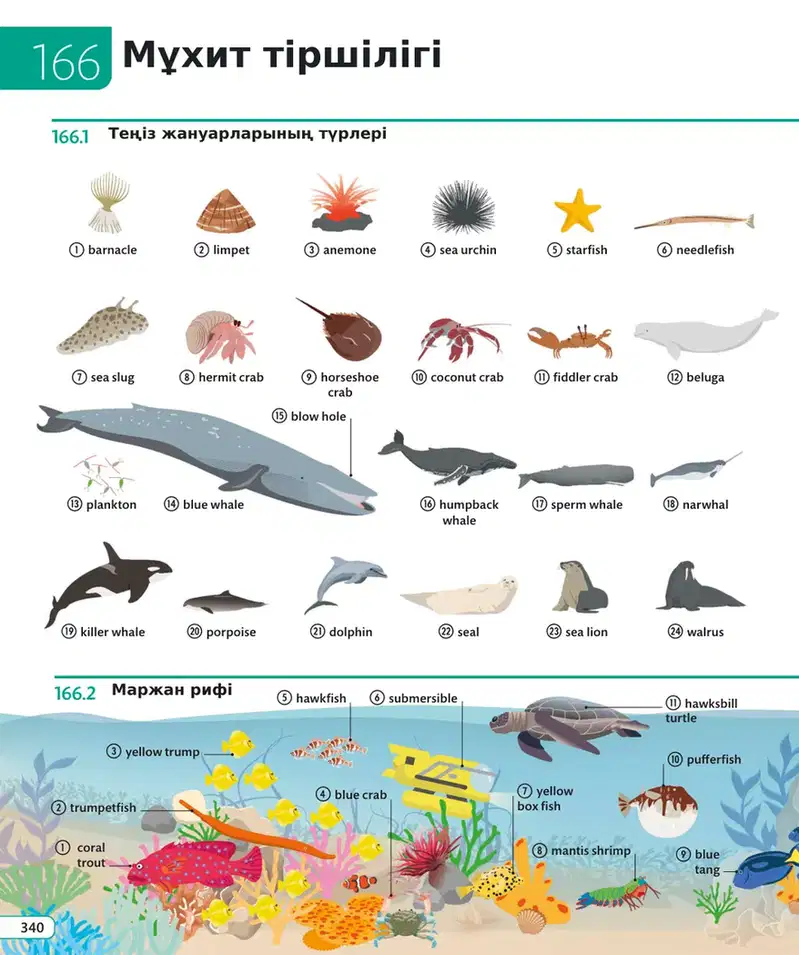 166 Мұхит тіршілігі
166.1 Теңіз жануарларының түрлері
① barnacle
② limpet
③ anemone
④ sea urchin
⑤ starfish
⑥ needlefish
⑦ sea slug
⑧ hermit crab
⑨ horseshoe
crab
⑩ coconut crab
⑪ fiddler crab
⑫ beluga
⑮ blow hole
⑬ plankton
⑭ blue whale
⑯ humpback
whale
⑰ sperm whale
⑱ narwhal
⑲ killer whale
⑳ porpoise
㉑ dolphin
㉒ seal
㉓ sea lion
㉔ walrus
166.2 Маржан рифі
⑤ hawkfish
⑥ submersible
⑪ hawksbill
turtle
③ yellow trump
⑩ pufferfish
④ blue crab
⑦ yellow
box fish
② trumpetfish
① coral
trout
⑧ mantis shrimp
⑨ blue
tang
340